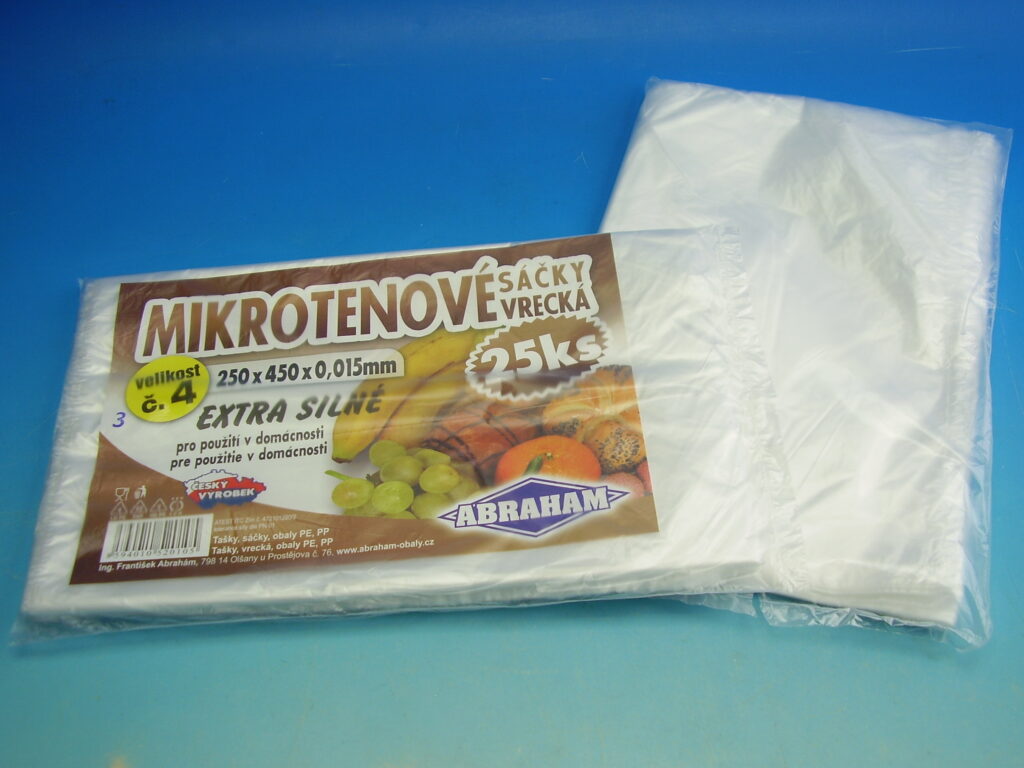 MIKROTENOVÉ SÁČKY
VRECKÁ
25ks
velikost
č. 4
250 x 450 x 0,015mm
EXTRA SILNÉ
3
pro použití v domácnosti
pre použitie v domácnosti
ČESKÝ
VÝROBEK
ABRAHAM
Tašky, sáčky, obaly PE, PP
Tašky, vrecká, obaly PE, PP
8594010520105
Ing. František Abrahám, 798 14 Olšany u Prostějova č. 76, www.abraham-obaly.cz